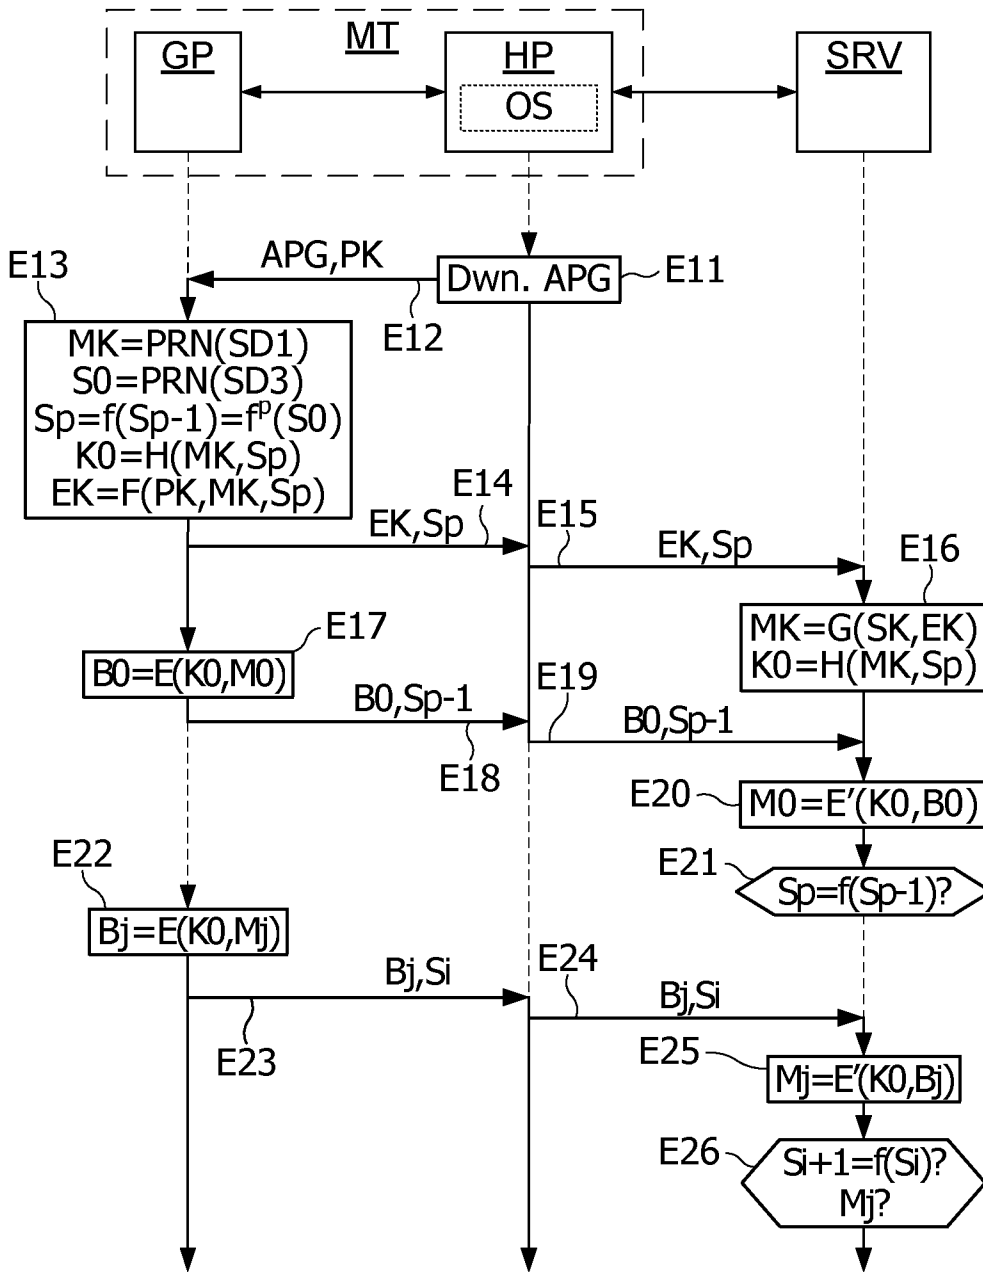 MT
GP
HP
SRV
OS
APG,PK
E13
Dwn. APG
E11
E12
MK=PRN(SD1)
S0=PRN(SD3)
Sp=f(Sp-1)=fᵖ(S0)
K0=H(MK,Sp)
EK=F(PK,MK,Sp)
E14
EK,Sp
E15
EK,Sp
E16
MK=G(SK,EK)
K0=H(MK,Sp)
E17
B0=E(K0,M0)
B0,Sp-1
E19
B0,Sp-1
E18
E20
M0=E'(K0,B0)
E21
Sp=f(Sp-1)?
E22
Bj=E(K0,Mj)
Bj,Si
E24
Bj,Si
E23
E25
Mj=E'(K0,Bj)
E26
Si+1=f(Si)?
Mj?